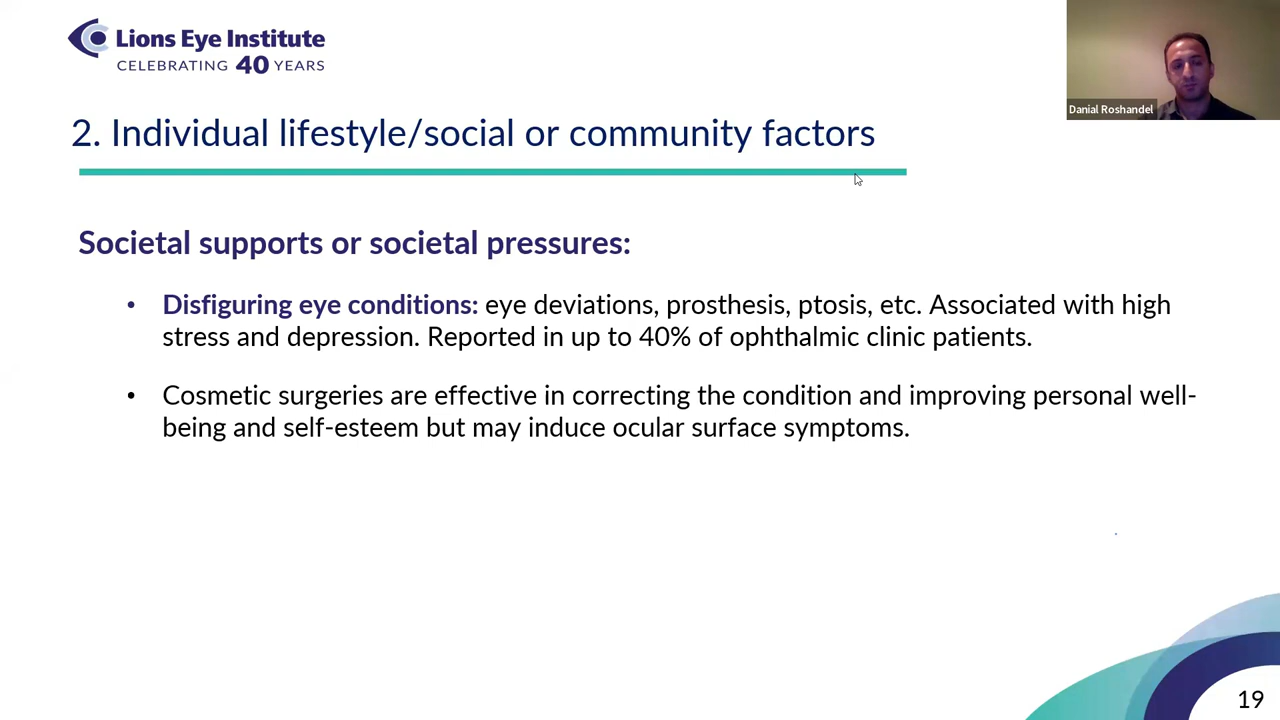 Lions Eye Institute
CELEBRATING 40 YEARS
Danial Roshandel
2. Individual lifestyle/social or community factors
Societal supports or societal pressures:
• Disfiguring eye conditions: eye deviations, prosthesis, ptosis, etc. Associated with high
stress and depression. Reported in up to 40% of ophthalmic clinic patients.
• Cosmetic surgeries are effective in correcting the condition and improving personal well-
being and self-esteem but may induce ocular surface symptoms.
19